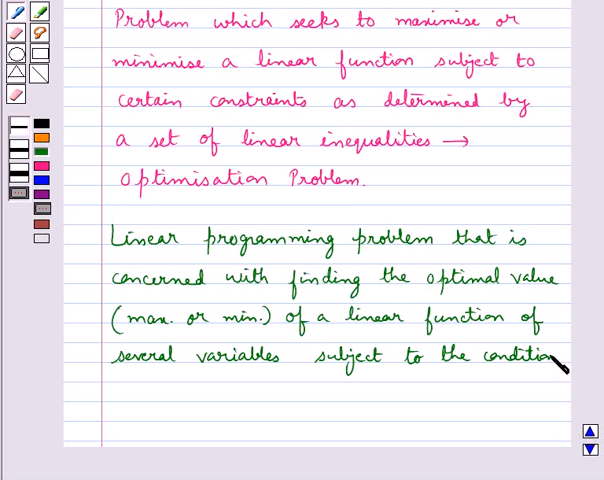 Problem which seeks to maximise or
minimise a linear function subject to
certain constraints as determined by
a set of linear inequalities →
Optimisation Problem.
Linear programming problem that is
concerned with finding the optimal value
(max. or min.) of a linear function of
several variables subject to the condition